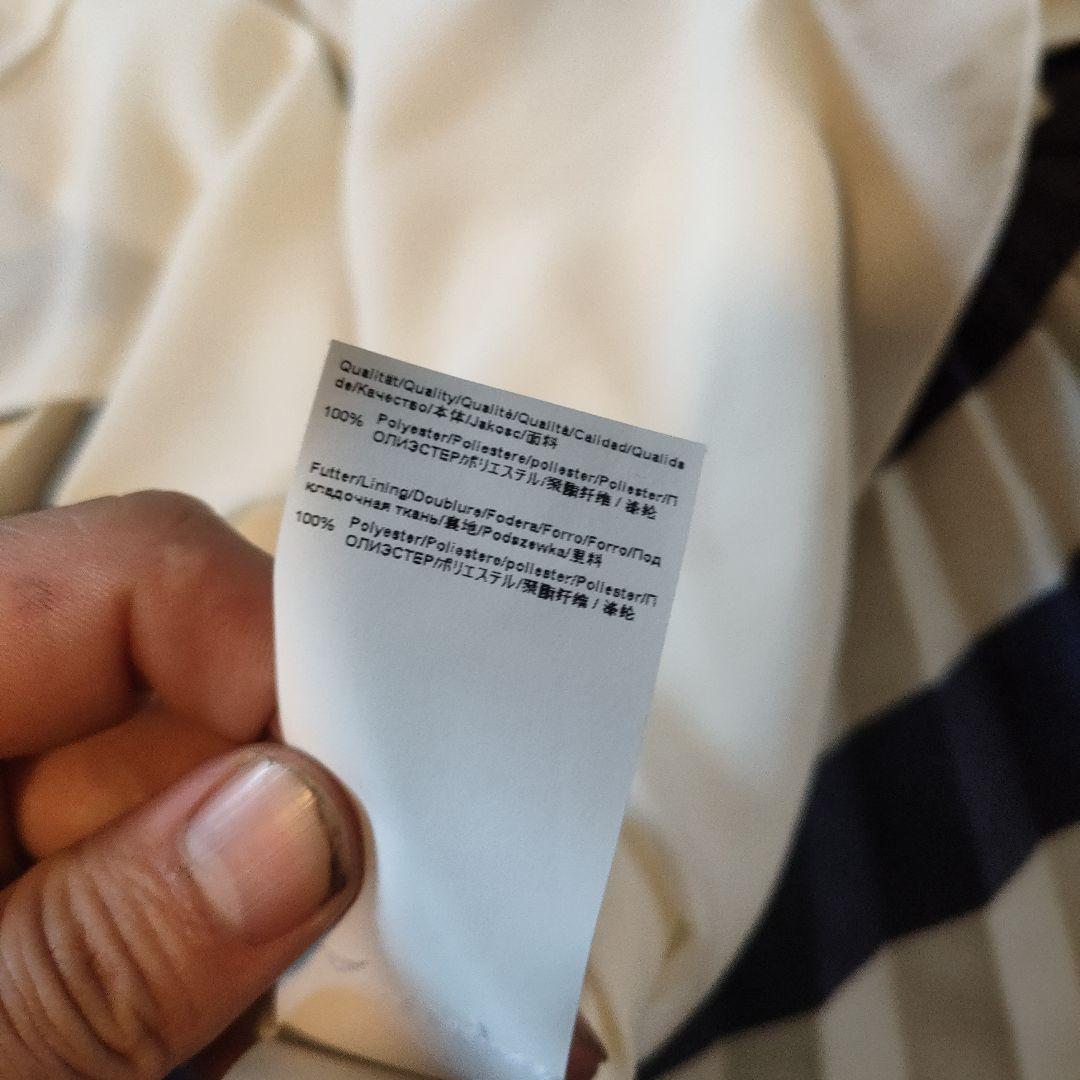 Qualität/Quality/Qualité/Qualità/Calidad/Qualida
de/Качество/本体/Jakosc/面料
100% Polyester/Poliestere/poliester/Poliester/П
ОЛИЭСТЕР/ポリエステル/聚酯纤维 / 涤纶
Futter/Lining/Doublure/Fodera/Forro/Forro/Под
кладочная ткань/裏地/Podszewka/里料
100% Polyester/Poliestere/poliester/Poliester/П
ОЛИЭСТЕР/ポリエステル/聚酯纤维 / 涤纶